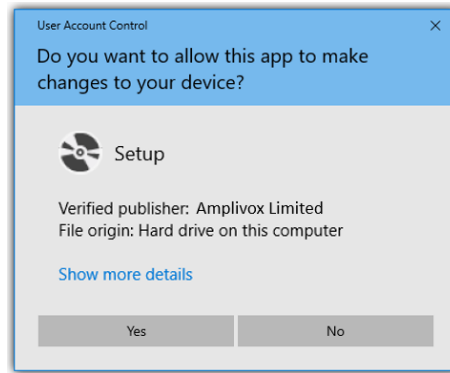 User Account Control
Do you want to allow this app to make
changes to your device?
Setup
Verified publisher: Amplivox Limited
File origin: Hard drive on this computer
Show more details
Yes
No